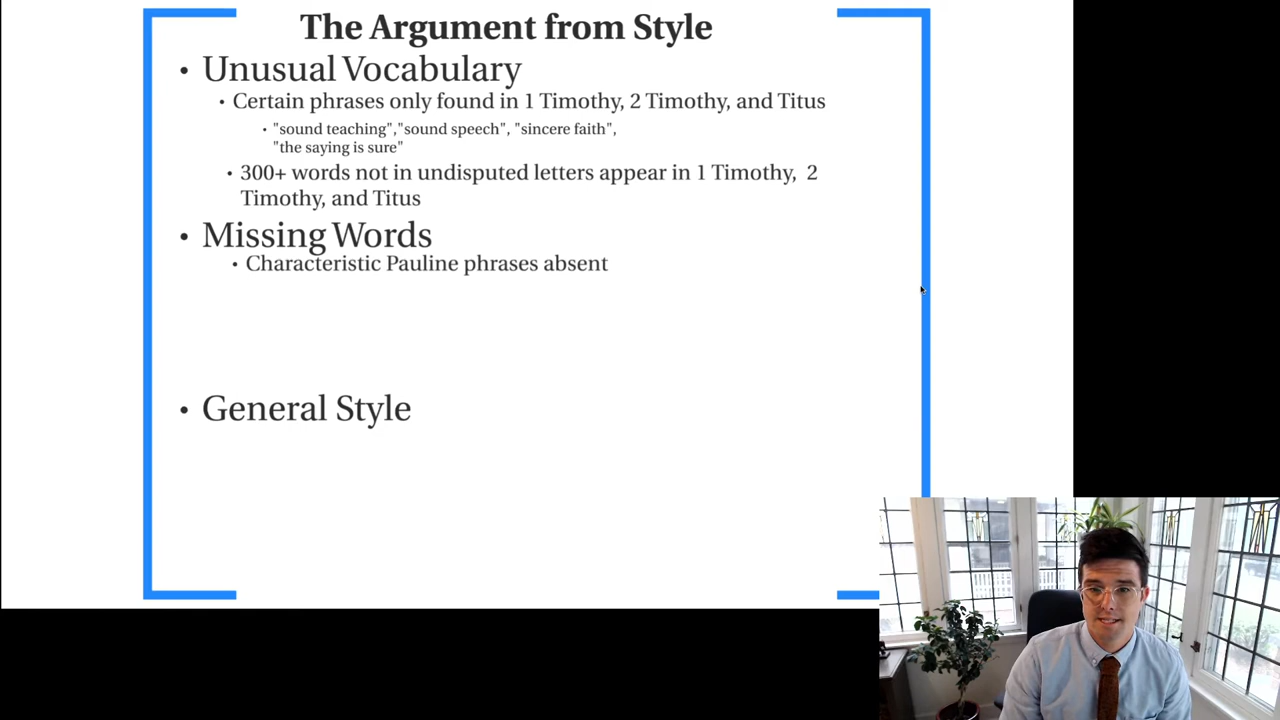 The Argument from Style
• Unusual Vocabulary
• Certain phrases only found in 1 Timothy, 2 Timothy, and Titus
• "sound teaching","sound speech", "sincere faith",
"the saying is sure"
• 300+ words not in undisputed letters appear in 1 Timothy, 2
Timothy, and Titus
• Missing Words
• Characteristic Pauline phrases absent
• General Style